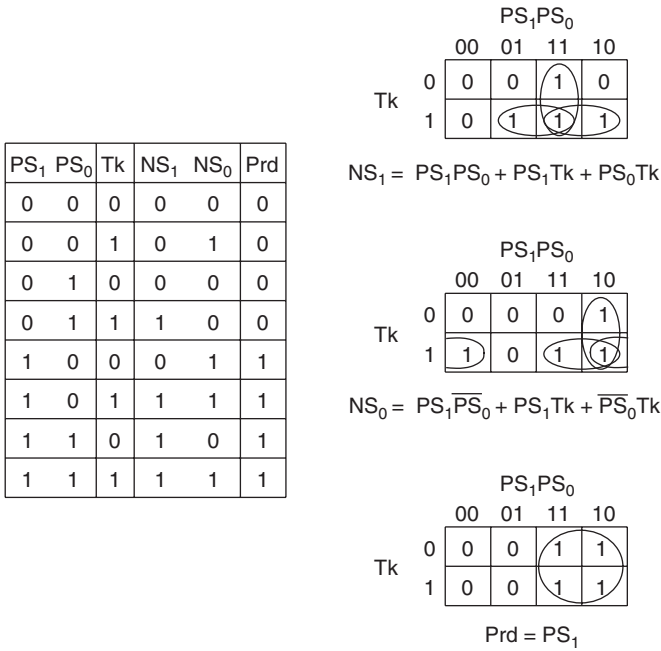 PS₁ PS₀ Tk NS₁ NS₀ Prd
0 0 0 0 0 0
0 0 1 0 1 0
0 1 0 0 0 0
0 1 1 1 0 0
1 0 0 0 1 1
1 0 1 1 1 1
1 1 0 1 0 1
1 1 1 1 1 1
PS₁PS₀
00 01 11 10
Tk
0 0 0 1 0
1 0 1 1 1
NS₁ = PS₁PS₀ + PS₁Tk + PS₀Tk
PS₁PS₀
00 01 11 10
Tk
0 0 0 0 1
1 1 0 1 1
NS₀ = PS₁P̅S̅₀ + PS₁Tk + P̅S̅₀Tk
PS₁PS₀
00 01 11 10
Tk
0 0 0 1 1
1 0 0 1 1
Prd = PS₁